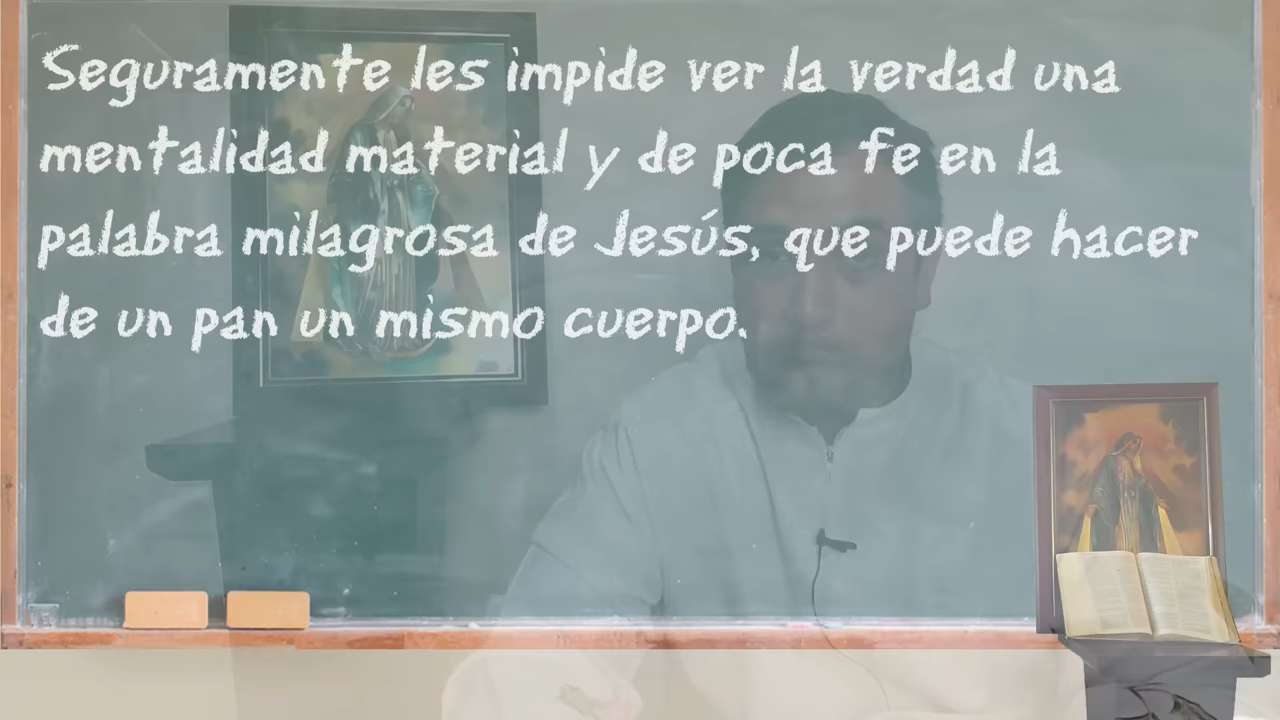 Seguramente les impide ver la verdad una
mentalidad material y de poca fe en la
palabra milagrosa de Jesús, que puede hacer
de un pan un mismo cuerpo.